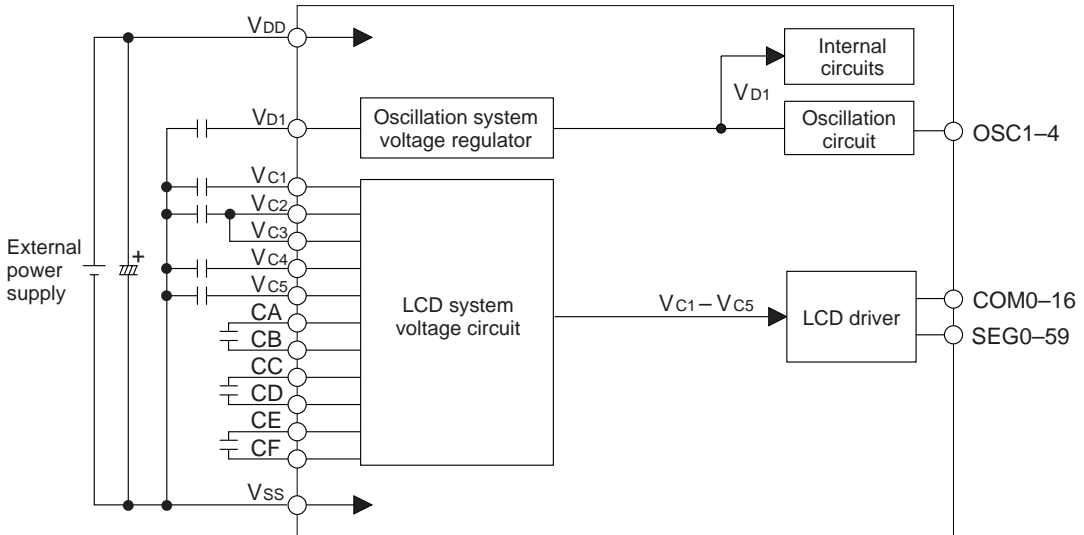 VDD
Internal
circuits
VD1
VD1
Oscillation system
voltage regulator
Oscillation
circuit
OSC1–4
VC1
VC2
VC3
External
power
supply
+
VC4
VC5
LCD system
voltage circuit
VC1–VC5
LCD driver
COM0–16
SEG0–59
CA
CB
CC
CD
CE
CF
VSS